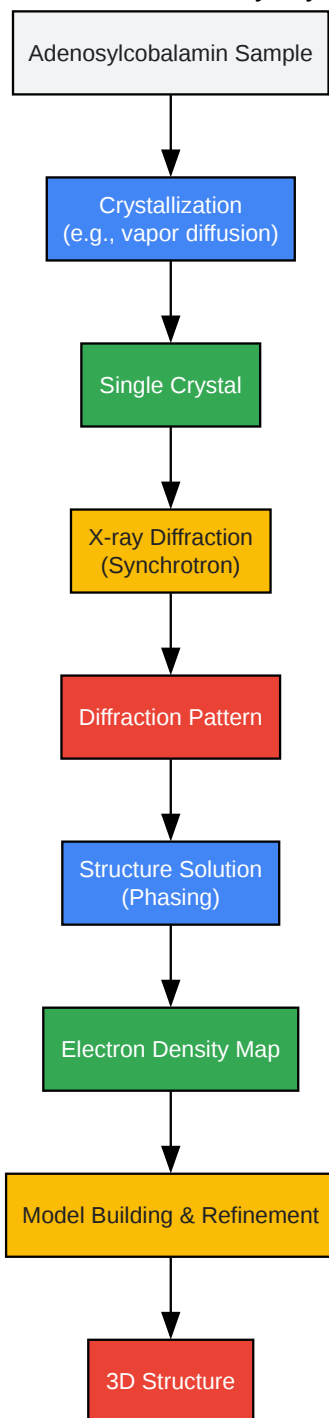 Adenosylcobalamin Sample
Crystallization
(e.g., vapor diffusion)
Single Crystal
X-ray Diffraction
(Synchrotron)
Diffraction Pattern
Structure Solution
(Phasing)
Electron Density Map
Model Building & Refinement
3D Structure